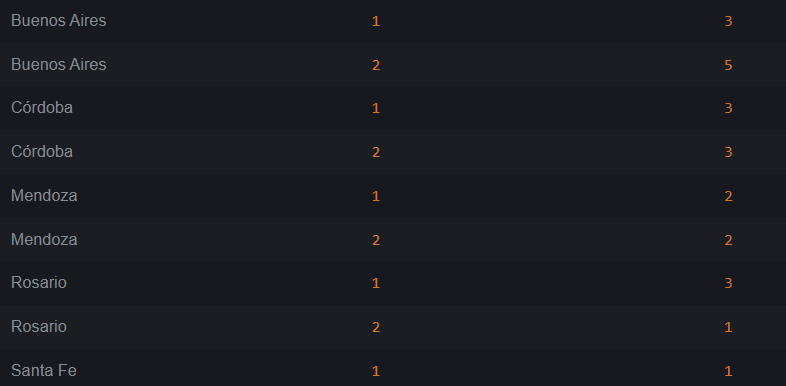 Buenos Aires 1 3
Buenos Aires 2 5
Córdoba 1 3
Córdoba 2 3
Mendoza 1 2
Mendoza 2 2
Rosario 1 3
Rosario 2 1
Santa Fe 1 1